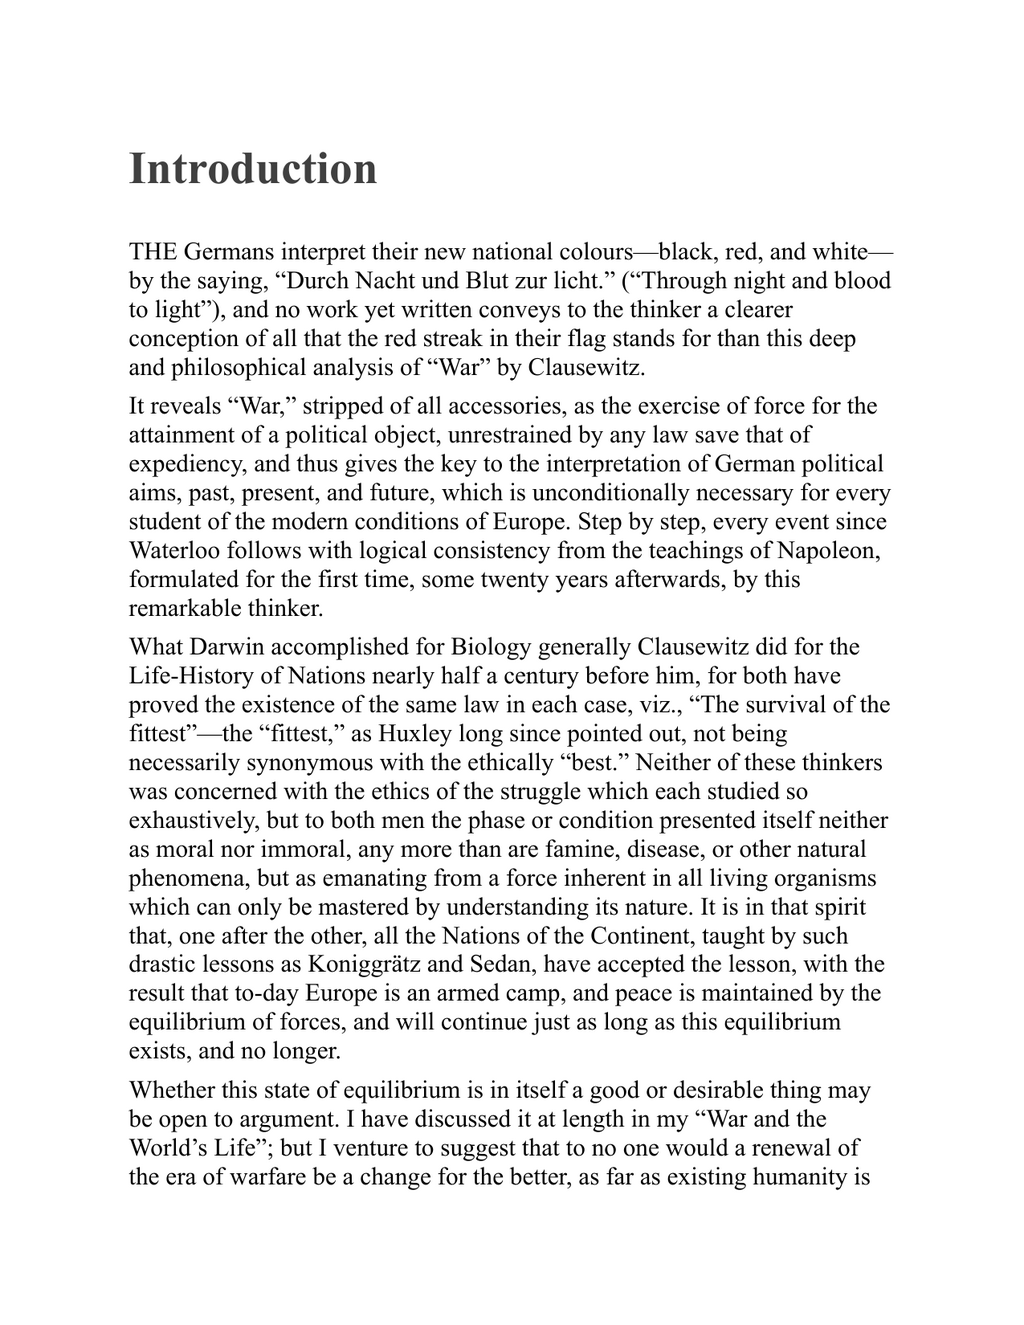 Introduction
THE Germans interpret their new national colours—black, red, and white—
by the saying, “Durch Nacht und Blut zur licht.” (“Through night and blood
to light”), and no work yet written conveys to the thinker a clearer
conception of all that the red streak in their flag stands for than this deep
and philosophical analysis of “War” by Clausewitz.
It reveals “War,” stripped of all accessories, as the exercise of force for the
attainment of a political object, unrestrained by any law save that of
expediency, and thus gives the key to the interpretation of German political
aims, past, present, and future, which is unconditionally necessary for every
student of the modern conditions of Europe. Step by step, every event since
Waterloo follows with logical consistency from the teachings of Napoleon,
formulated for the first time, some twenty years afterwards, by this
remarkable thinker.
What Darwin accomplished for Biology generally Clausewitz did for the
Life-History of Nations nearly half a century before him, for both have
proved the existence of the same law in each case, viz., “The survival of the
fittest”—the “fittest,” as Huxley long since pointed out, not being
necessarily synonymous with the ethically “best.” Neither of these thinkers
was concerned with the ethics of the struggle which each studied so
exhaustively, but to both men the phase or condition presented itself neither
as moral nor immoral, any more than are famine, disease, or other natural
phenomena, but as emanating from a force inherent in all living organisms
which can only be mastered by understanding its nature. It is in that spirit
that, one after the other, all the Nations of the Continent, taught by such
drastic lessons as Koniggrätz and Sedan, have accepted the lesson, with the
result that to-day Europe is an armed camp, and peace is maintained by the
equilibrium of forces, and will continue just as long as this equilibrium
exists, and no longer.
Whether this state of equilibrium is in itself a good or desirable thing may
be open to argument. I have discussed it at length in my “War and the
World’s Life”; but I venture to suggest that to no one would a renewal of
the era of warfare be a change for the better, as far as existing humanity is